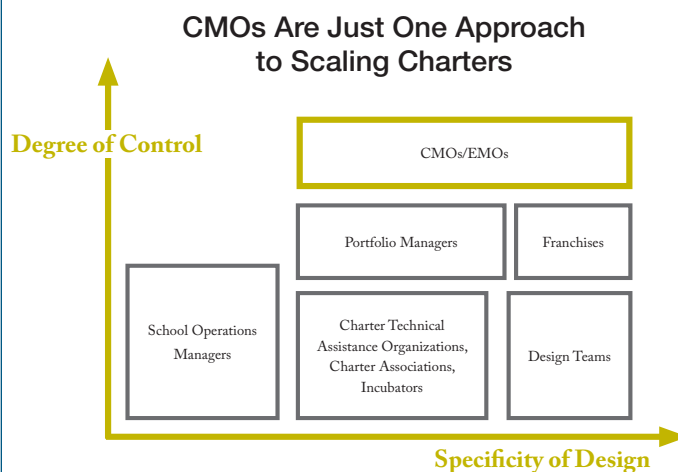 CMOs Are Just One Approach
to Scaling Charters
Degree of Control
CMOs/EMOs
Portfolio Managers
Franchises
School Operations
Managers
Charter Technical
Assistance Organizations,
Charter Associations,
Incubators
Design Teams
Specificity of Design